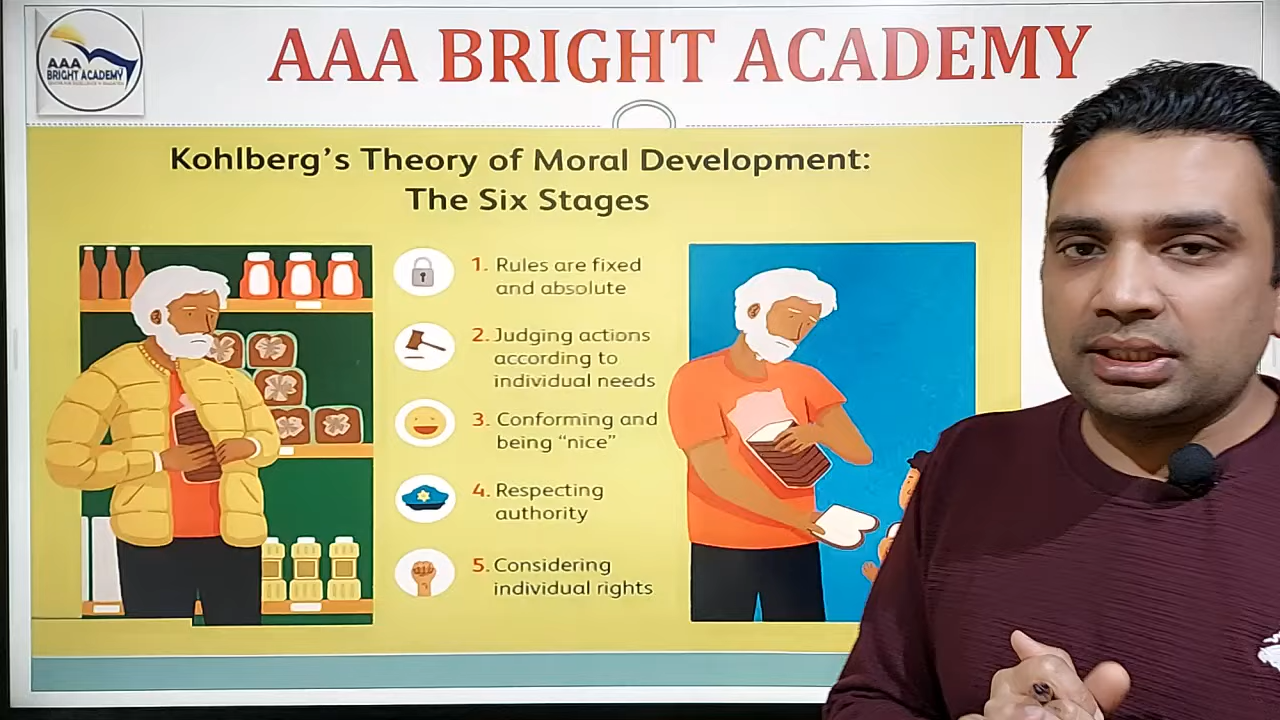 AAA BRIGHT ACADEMY
AAA
BRIGHT ACADEMY
Kohlberg's Theory of Moral Development:
The Six Stages
1. Rules are fixed
and absolute
2. Judging actions
according to
individual needs
3. Conforming and
being "nice"
4. Respecting
authority
5. Considering
individual rights